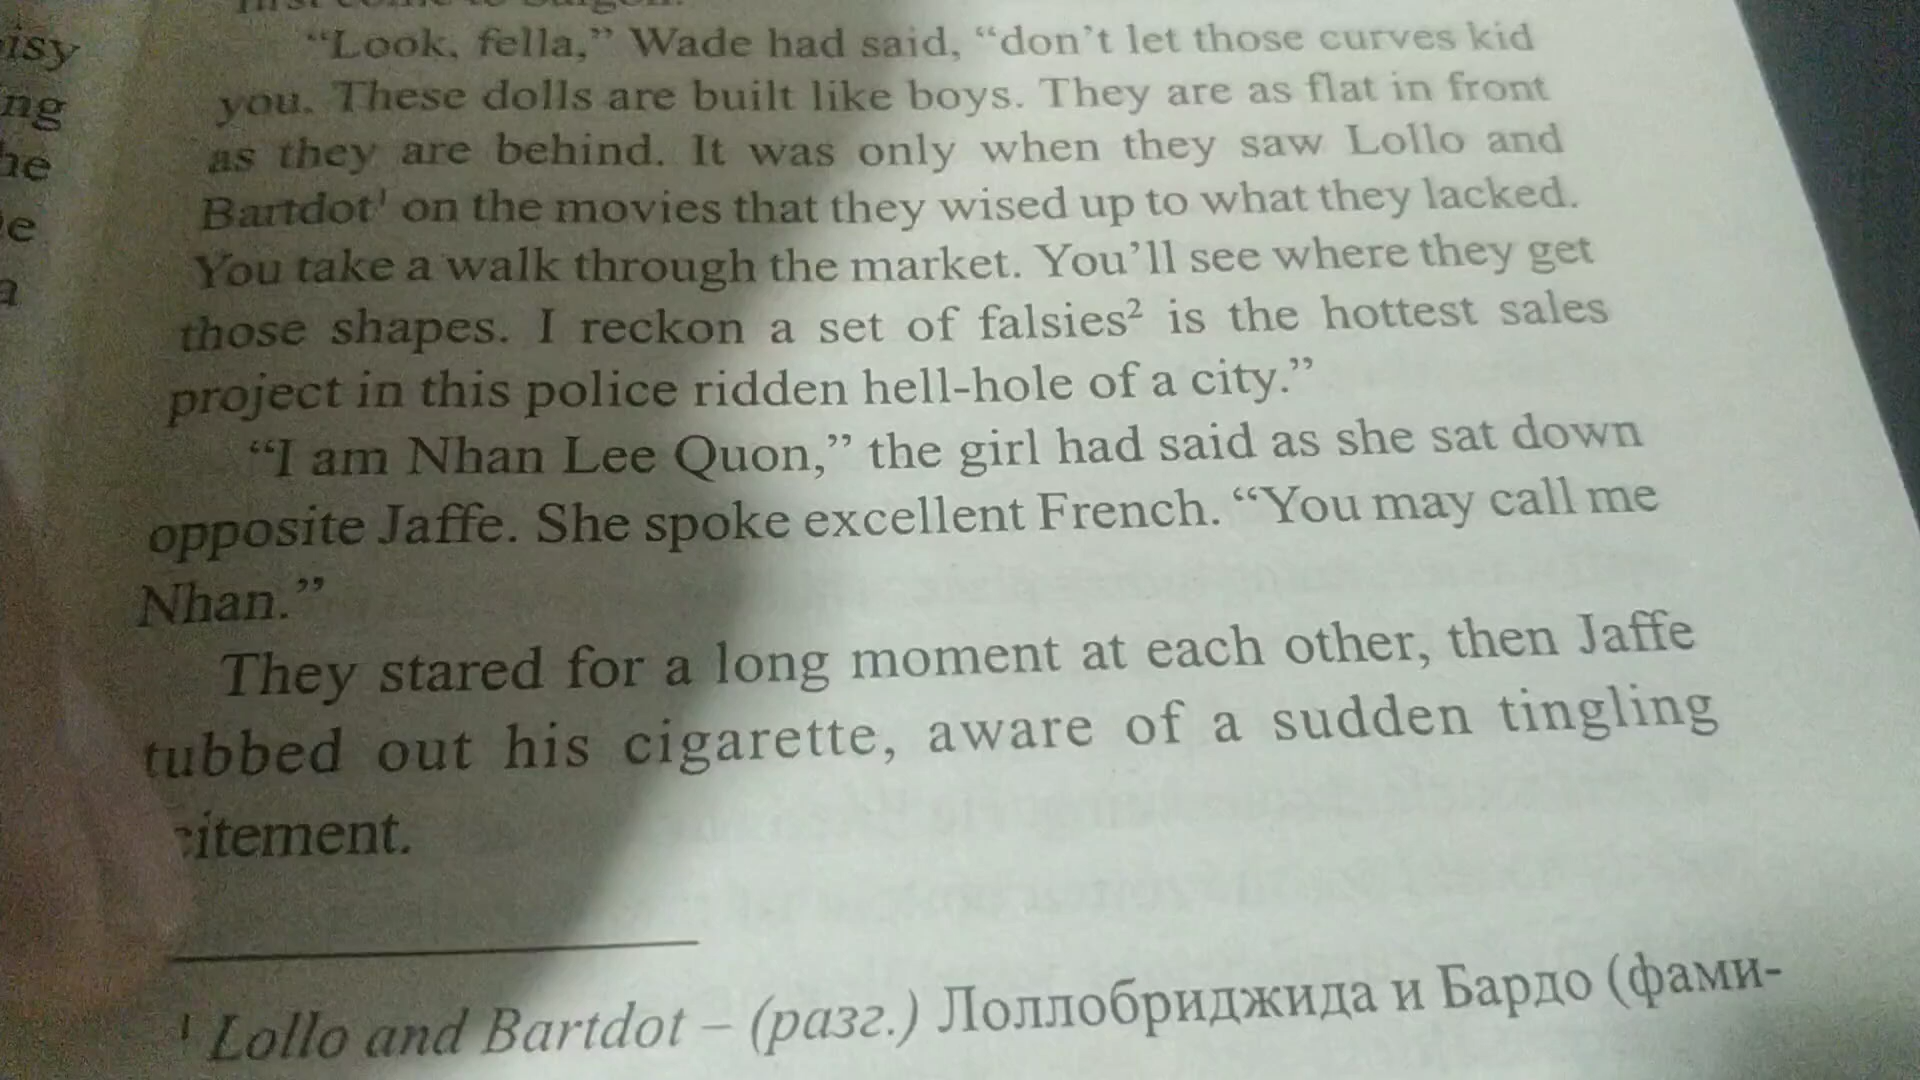 “Look, fella,” Wade had said, “don’t let those curves kid
you. These dolls are built like boys. They are as flat in front
as they are behind. It was only when they saw Lollo and
Bartdot¹ on the movies that they wised up to what they lacked.
You take a walk through the market. You’ll see where they get
those shapes. I reckon a set of falsies² is the hottest sales
project in this police ridden hell-hole of a city.”
“I am Nhan Lee Quon,” the girl had said as she sat down
opposite Jaffe. She spoke excellent French. “You may call me
Nhan.”
They stared for a long moment at each other, then Jaffe
tubbed out his cigarette, aware of a sudden tingling
citement.
¹ Lollo and Bartdot – (разг.) Лоллобриджида и Бардо (фами-